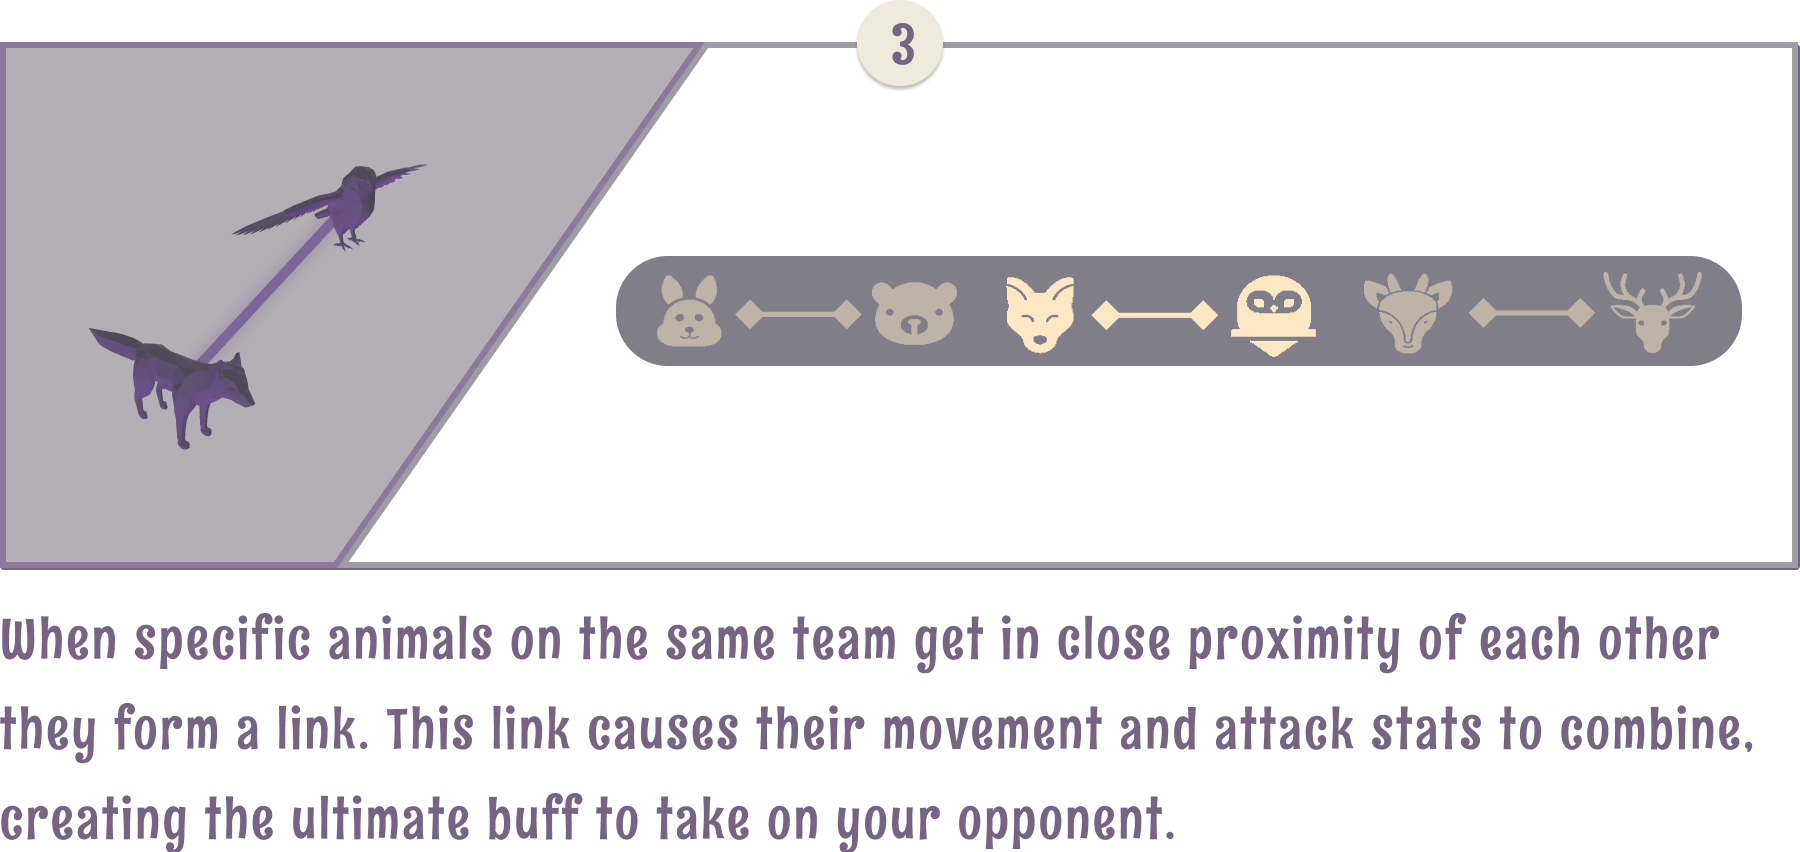 3
When specific animals on the same team get in close proximity of each other
they form a link. This link causes their movement and attack stats to combine,
creating the ultimate buff to take on your opponent.